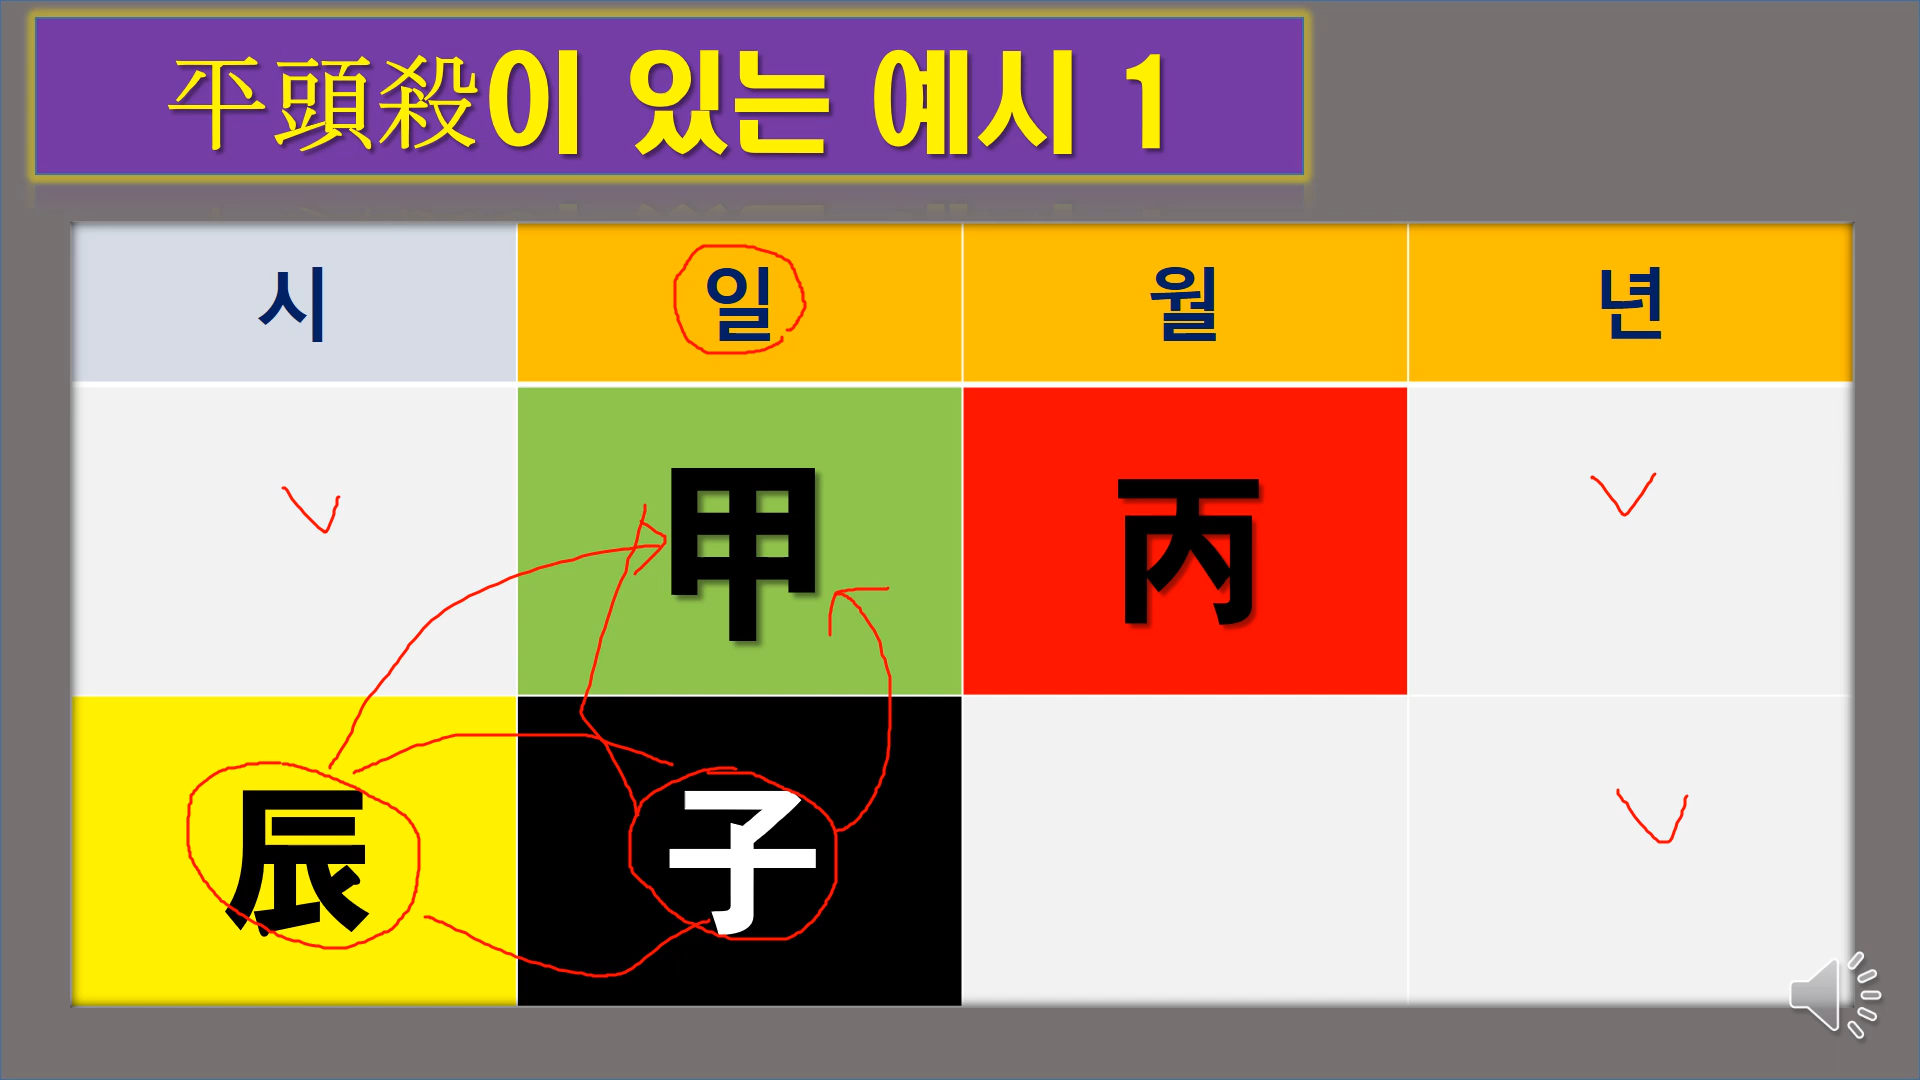 平頭殺이 있는 예시 1
시 일 월 년
甲 丙
辰 子